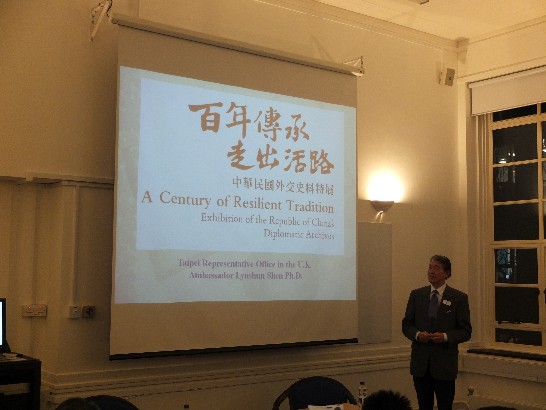 百年傳承
走出活路
中華民國外交史料特展
A Century of Resilient Tradition
Exhibition of the Republic of China's
Diplomatic Archives
Taipei Representative Office in the U.K.
Ambassador Lyushun Shen Ph.D.